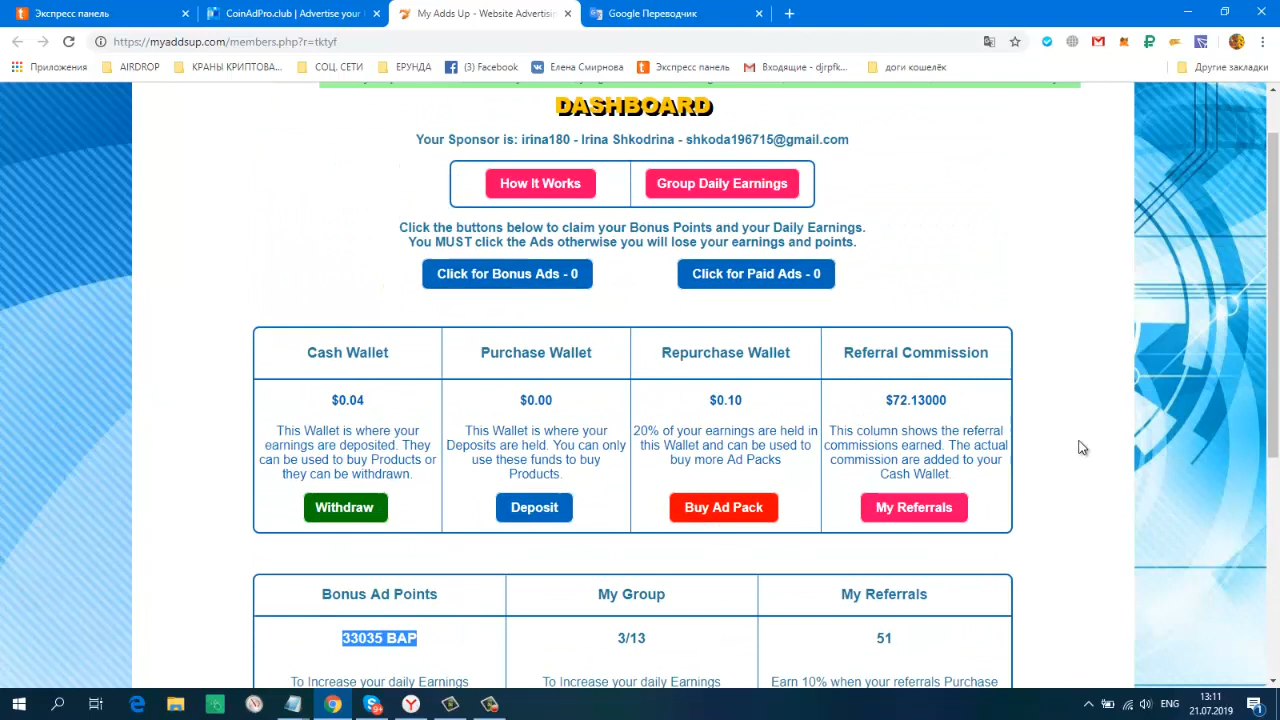 Экспресс панель
CoinAdPro.club | Advertise your
My Adds Up - Website Advertisin
Google Переводчик
https://myaddsup.com/members.php?r=tktyf
Приложения
AIRDROP
КРАНЫ КРИПТОВА...
СОЦ. СЕТИ
ЕРУНДА
(3) Facebook
Елена Смирнова
Экспресс панель
Входящие - djrpfk...
доги кошелёк
Другие закладки
DASHBOARD
Your Sponsor is: irina180 - Irina Shkodrina - shkoda196715@gmail.com
How It Works
Group Daily Earnings
Click the buttons below to claim your Bonus Points and your Daily Earnings.
You MUST click the Ads otherwise you will lose your earnings and points.
Click for Bonus Ads - 0
Click for Paid Ads - 0
Cash Wallet
Purchase Wallet
Repurchase Wallet
Referral Commission
$0.04
$0.00
$0.10
$72.13000
This Wallet is where your
earnings are deposited. They
can be used to buy Products or
they can be withdrawn.
This Wallet is where your
Deposits are held. You can only
use these funds to buy
Products.
20% of your earnings are held in
this Wallet and can be used to
buy more Ad Packs
This column shows the referral
commissions earned. The actual
commission are added to your
Cash Wallet.
Withdraw
Deposit
Buy Ad Pack
My Referrals
Bonus Ad Points
My Group
My Referrals
33035 BAP
3/13
51
To Increase your daily Earnings
To Increase your daily Earnings
Earn 10% when your referrals Purchase
ENG
13:11
21.07.2019